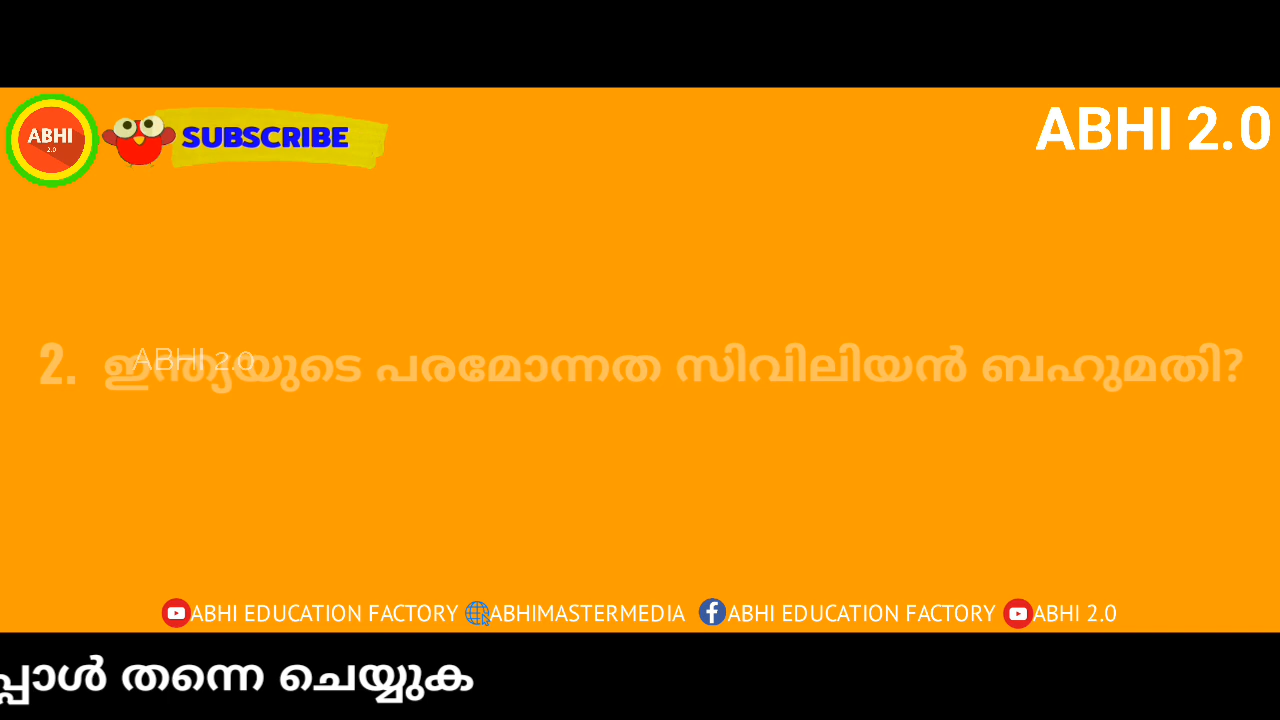 ABHI
2.0
SUBSCRIBE
ABHI 2.0
2. ഇന്ത്യയുടെ പരമോന്നത സിവിലിയൻ ബഹുമതി?
ABHI 2.0
ABHI EDUCATION FACTORY ABHIMASTERMEDIA ABHI EDUCATION FACTORY ABHI 2.0
പ്പോൾ തന്നെ ചെയ്യുക